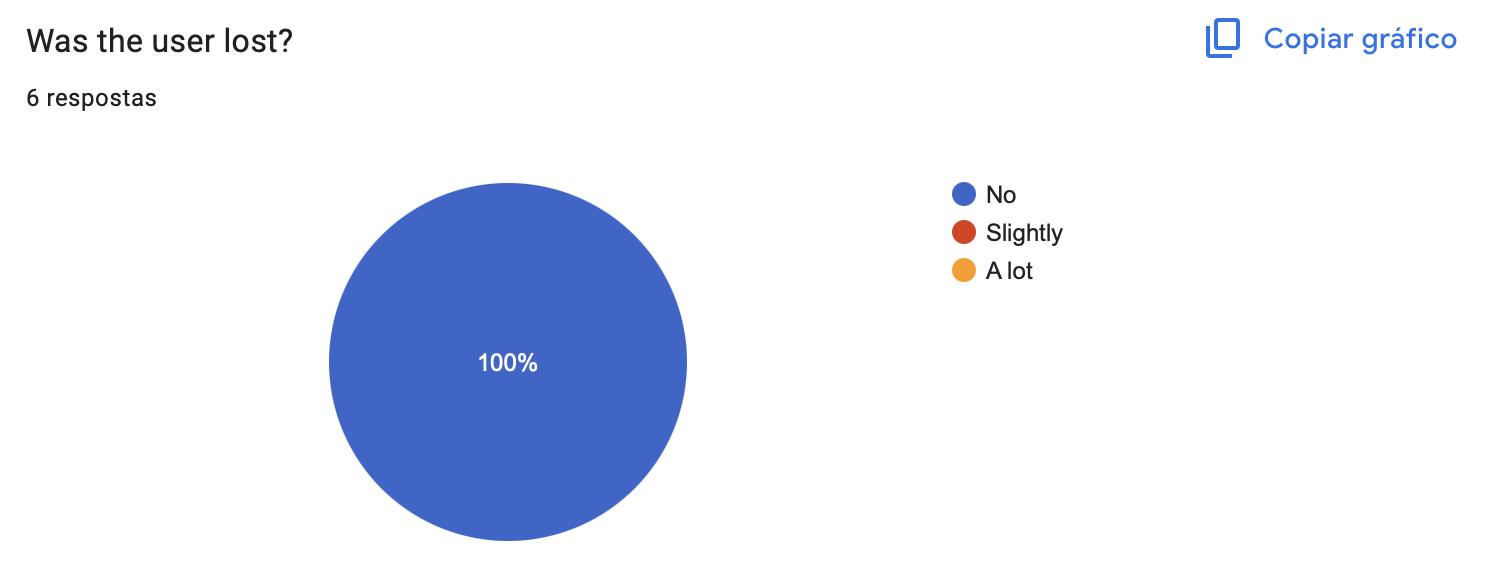 Was the user lost?
Copiar gráfico
6 respostas
No
Slightly
A lot
100%